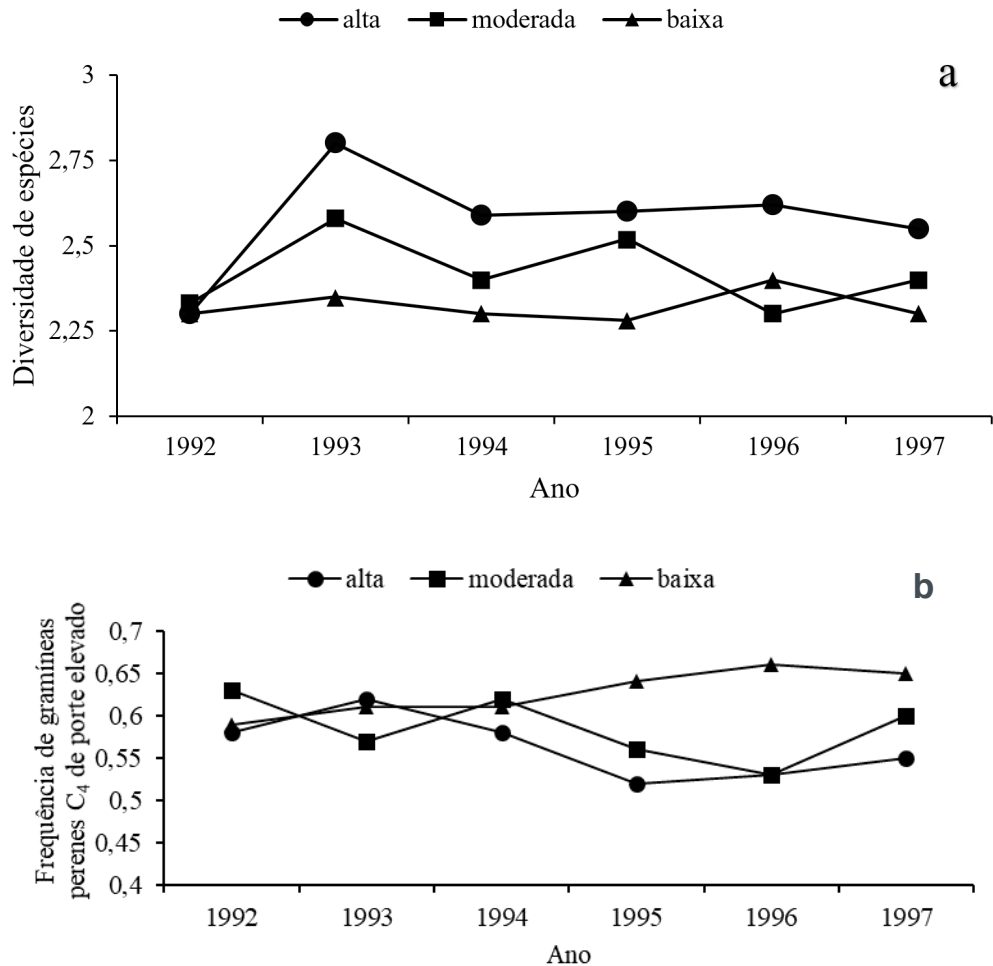 alta moderada baixa
a
Diversidade de espécies
3
2,75
2,5
2,25
2
1992 1993 1994 1995 1996 1997
Ano
alta moderada baixa
b
Frequência de gramíneas
perenes C₄ de porte elevado
0,7
0,65
0,6
0,55
0,5
0,45
0,4
1992 1993 1994 1995 1996 1997
Ano